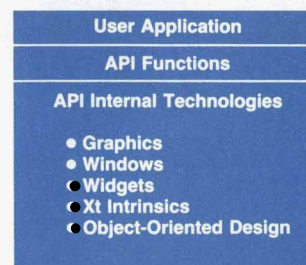 User Application
API Functions
API Internal Technologies
• Graphics
• Windows
• Widgets
• Xt Intrinsics
• Object-Oriented Design